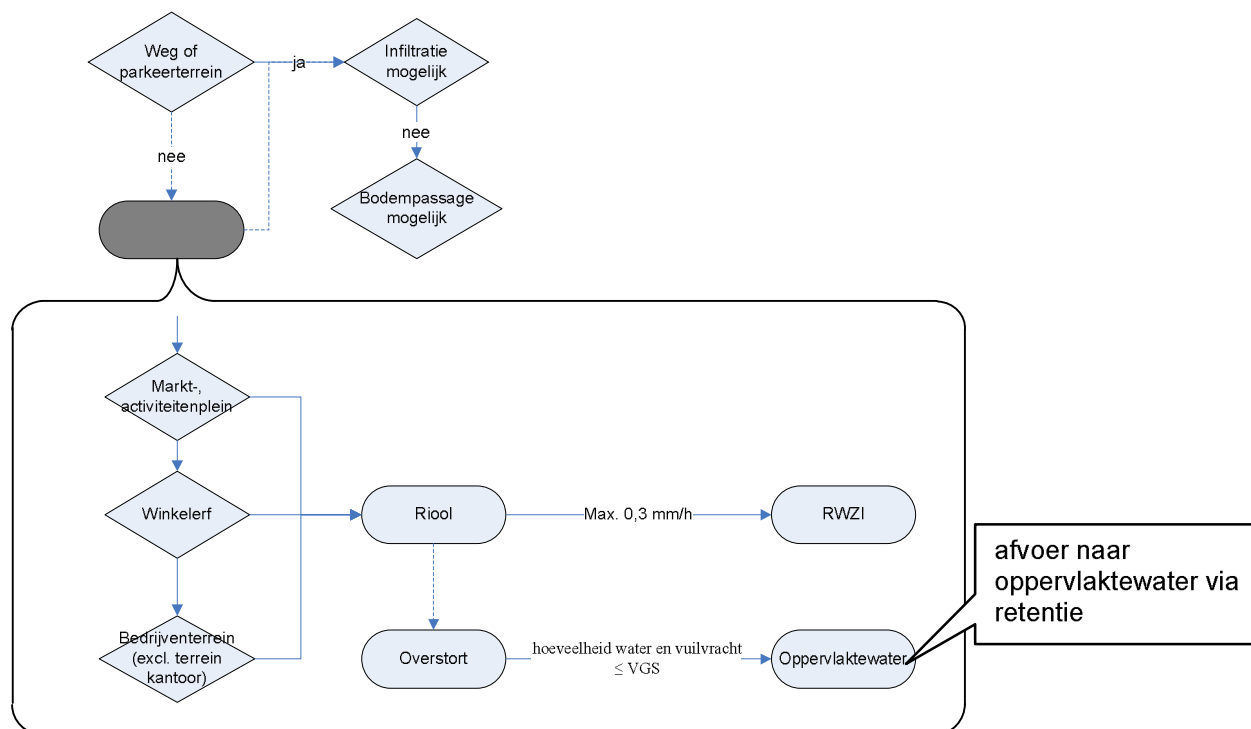 Weg of
parkeerterrein
ja
Infiltratie
mogelijk
nee
nee
Bodempassage
mogelijk
Markt-,
activiteitenplein
Winkelerf
Riool
Max. 0,3 mm/h
RWZI
afvoer naar
oppervlaktewater via
retentie
Bedrijventerrein
(excl. terrein
kantoor)
Overstort
hoeveelheid water en vuilvracht
≤ VGS
Oppervlaktewater